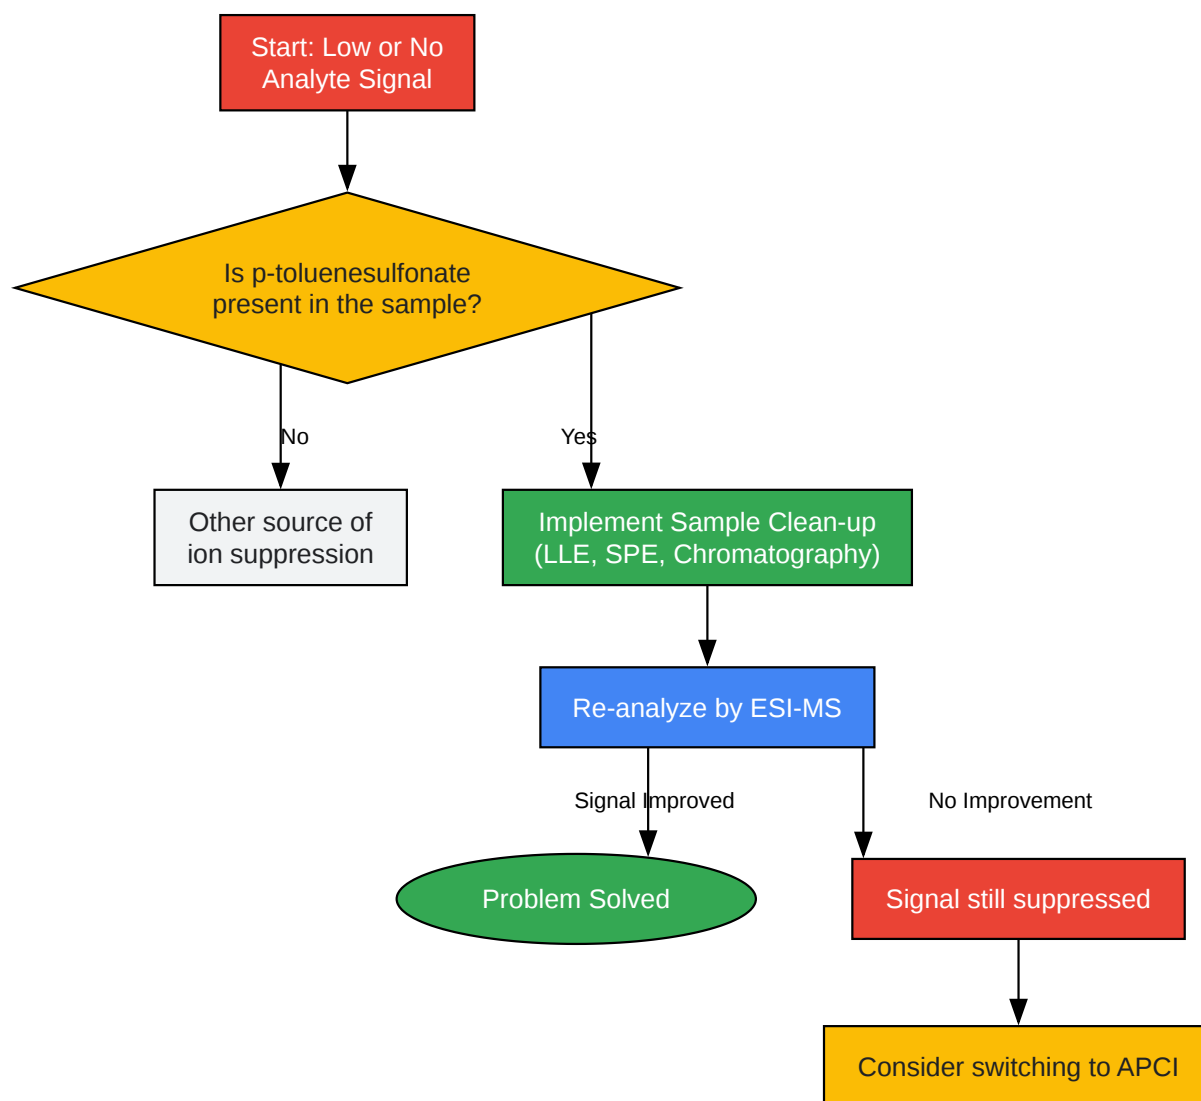 Start: Low or No
Analyte Signal
Is p-toluenesulfonate
present in the sample?
No
Yes
Other source of
ion suppression
Implement Sample Clean-up
(LLE, SPE, Chromatography)
Re-analyze by ESI-MS
Signal Improved
No Improvement
Problem Solved
Signal still suppressed
Consider switching to APCI